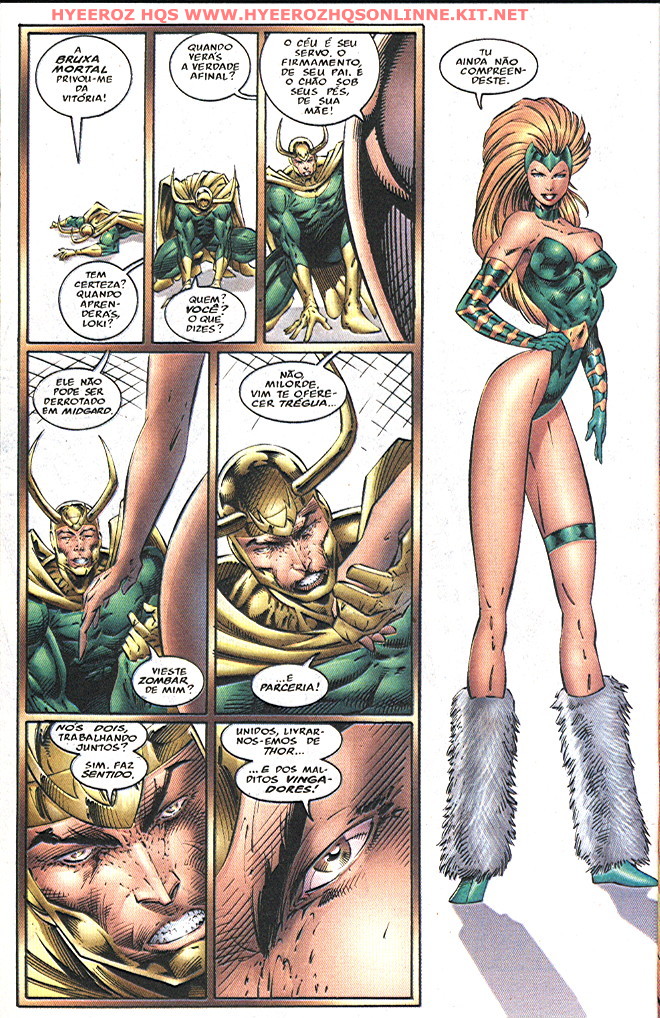 HYEEROZ HQS WWW.HYEEROZHQSONLINNE.KIT.NET
A
BRUXA
MORTAL
PRIVOU-ME
DA
VITÓRIA!
TEM
CERTEZA?
QUANDO
APREN-
DERÁS,
LOKI?
QUANDO
VERÁS
A VERDADE
AFINAL?
QUEM?
VOCÊ?
O QUE
DIZES?
O CÉU É SEU
SERVO. O
FIRMAMENTO,
DE SEU PAI. E
O CHÃO SOB
SEUS PÉS,
DE SUA
MÃE!
TU
AINDA NÃO
COMPREEN-
DESTE.
ELE NÃO
PODE SER
DERROTADO
EM MIDGARD.
VIESTE
ZOMBAR
DE MIM?
NÃO,
MILORDE,
VIM TE OFERE-
CER TRÉGUA...
...E
PARCERIA!
NÓS DOIS,
TRABALHANDO
JUNTOS?
SIM. FAZ
SENTIDO.
UNIDOS, LIVRAR-
NOS-EMOS DE
THOR...
...E DOS MAL-
DITOS VINGA-
DORES!